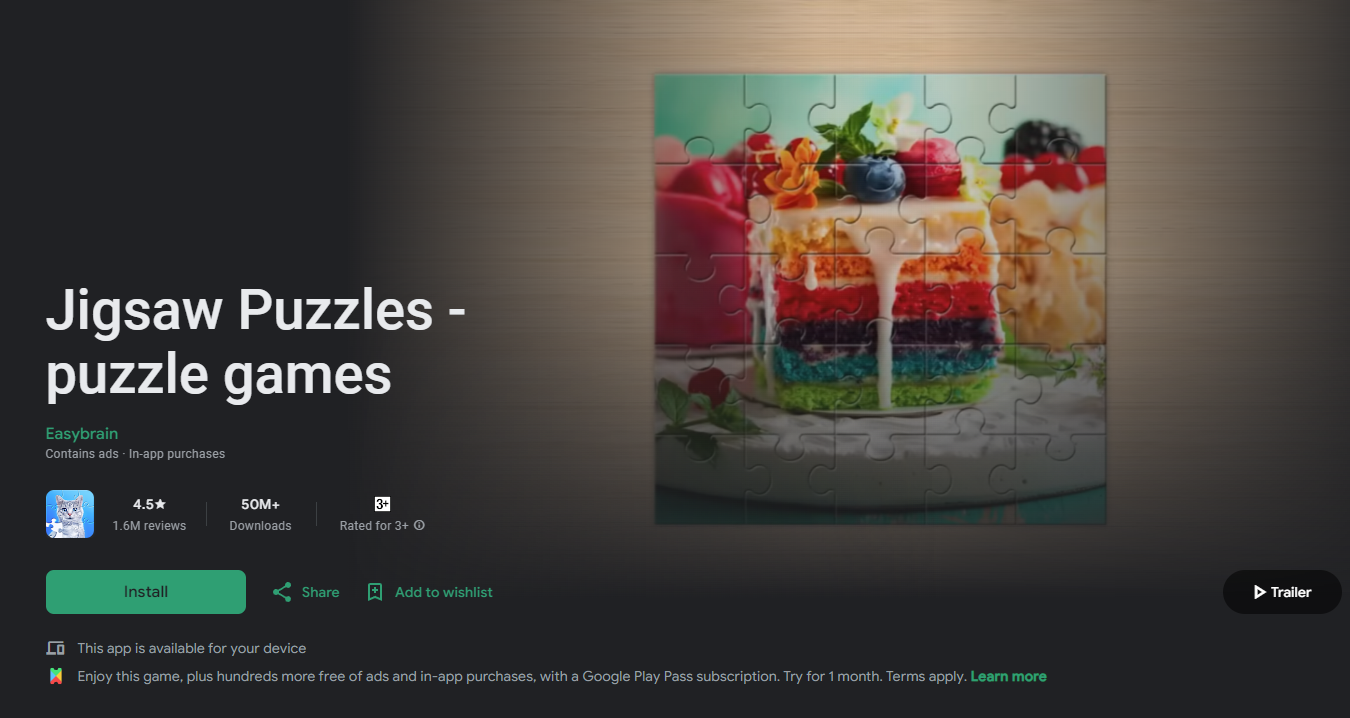 Jigsaw Puzzles -
puzzle games
Easybrain
Contains ads · In-app purchases
4.5★
1.6M reviews
50M+
Downloads
3+
Rated for 3+
Install
Share
Add to wishlist
Trailer
This app is available for your device
Enjoy this game, plus hundreds more free of ads and in-app purchases, with a Google Play Pass subscription. Try for 1 month. Terms apply. Learn more